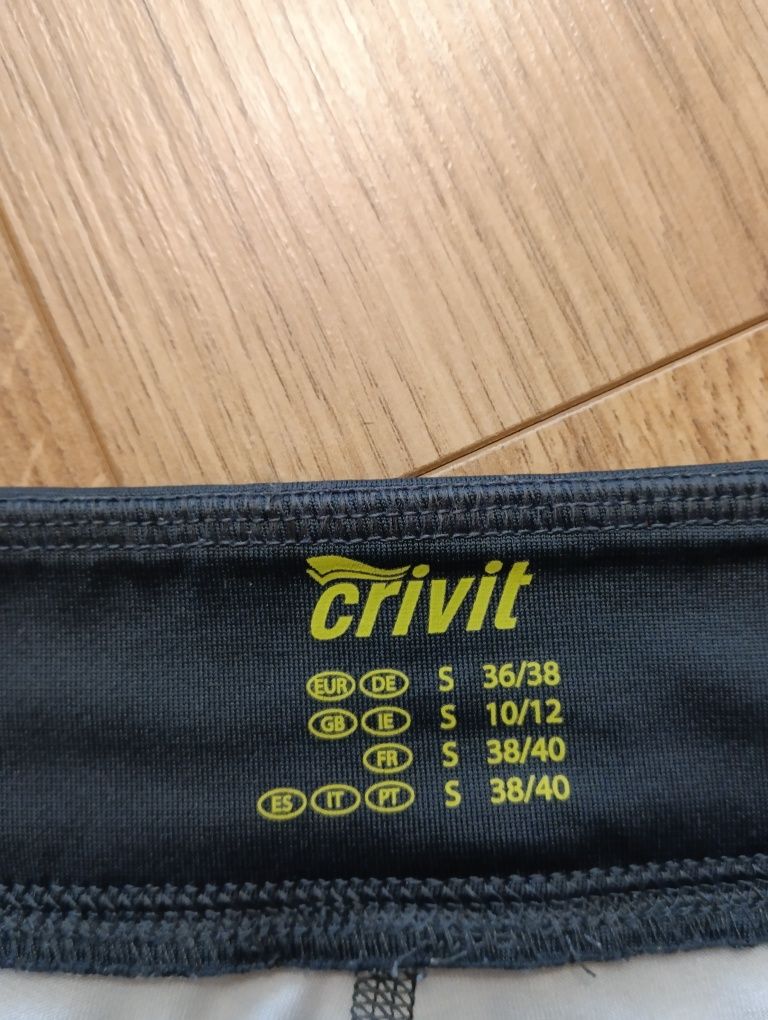 crivit
EUR DE S 36/38
GB IE S 10/12
FR S 38/40
ES IT PT S 38/40